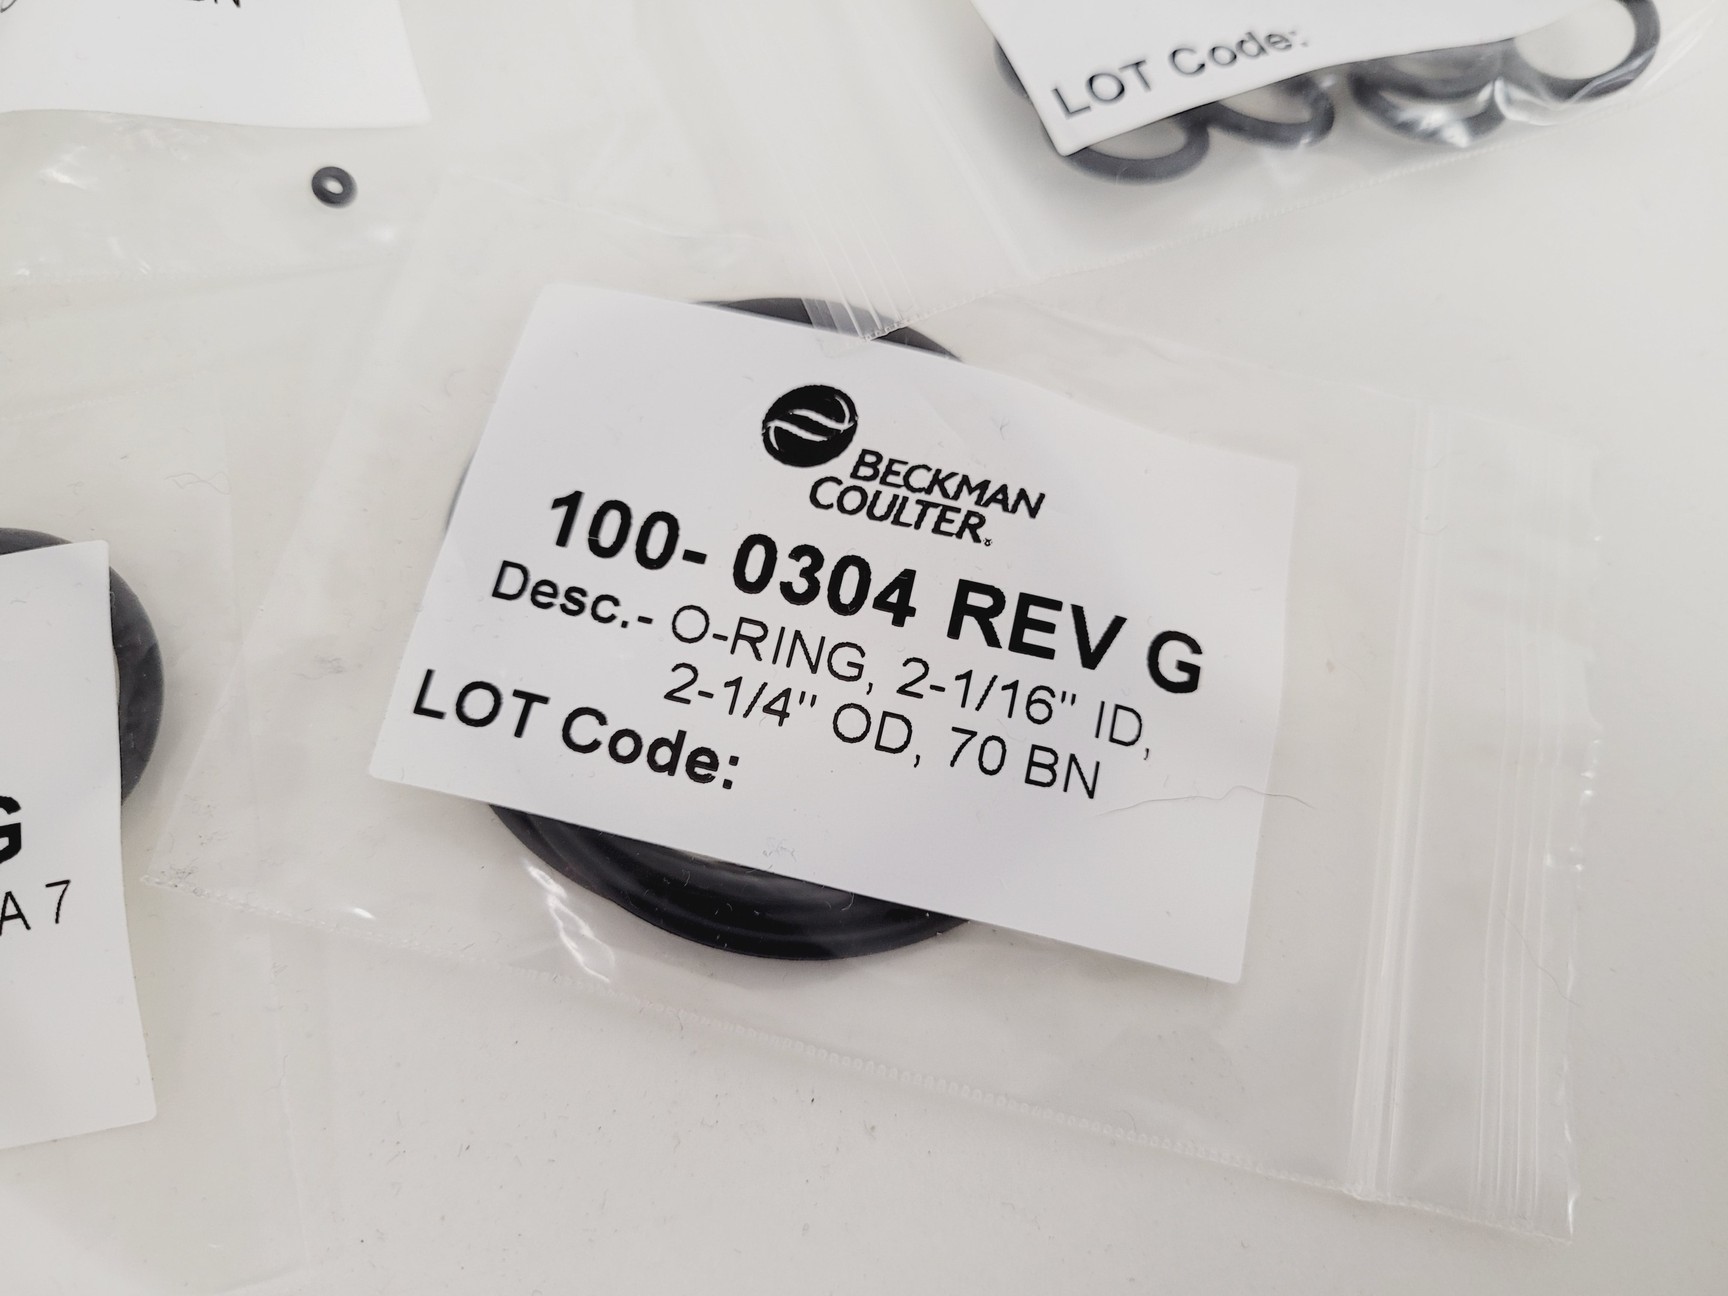 LOT Code:
BECKMAN
COULTER®
100- 0304 REV G
Desc.- O-RING, 2-1/16" ID,
2-1/4" OD, 70 BN
LOT Code:
G
A 7